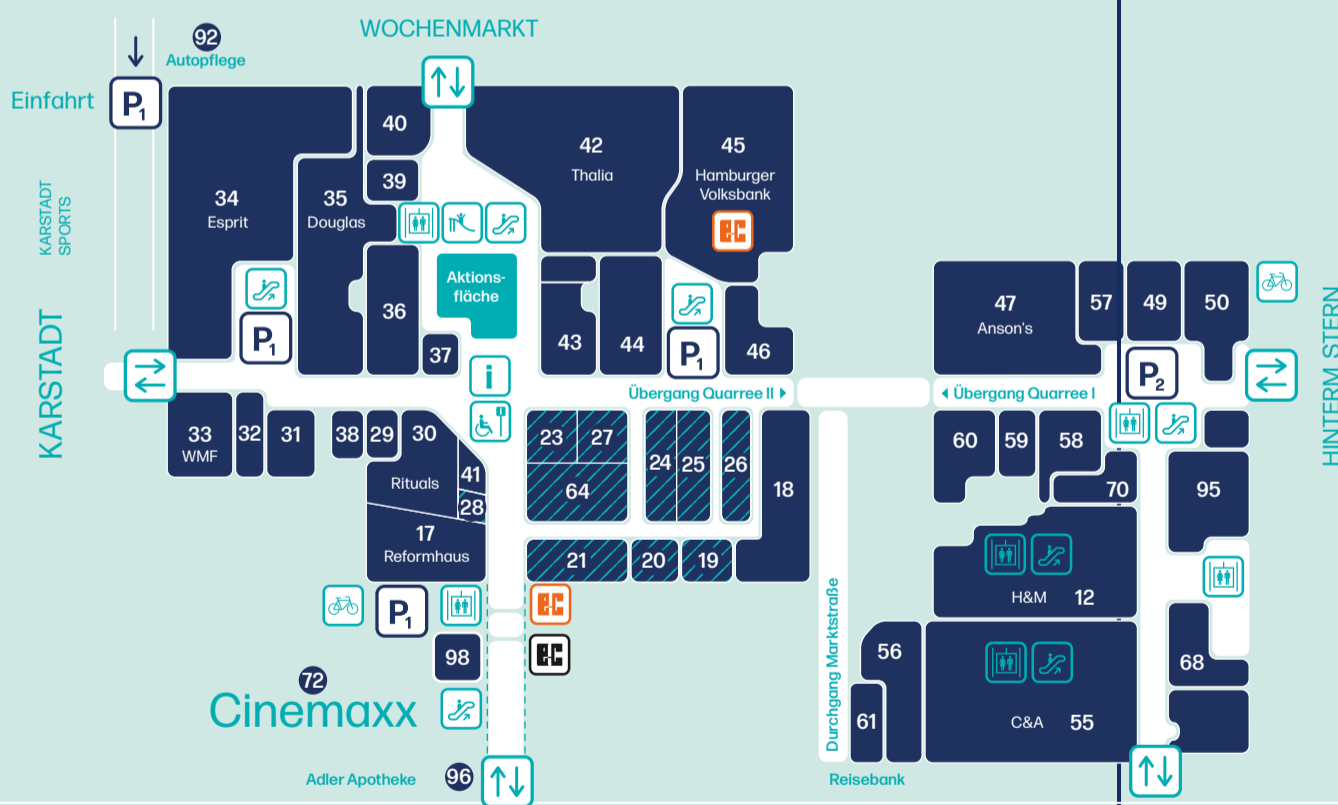 WOCHENMARKT
92
Autopflege
Einfahrt
P1
KARSTADT
SPORTS
KARSTADT
34
Esprit
35
Douglas
40
39
36
37
Aktions-
fläche
P1
i
42
Thalia
45
Hamburger
Volksbank
ec
43
44
P1
46
Übergang Quarree II
Übergang Quarree I
47
Anson's
57
49
50
P2
HINTERM STERN
33
WMF
32
31
38
29
30
Rituals
41
28
17
Reformhaus
23
27
64
24
25
26
18
21
20
19
60
59
58
70
95
H&M 12
C&A 55
68
56
61
Durchgang Marktstraße
Reisebank
P1
ec
ec
98
72
Cinemaxx
Adler Apotheke
96